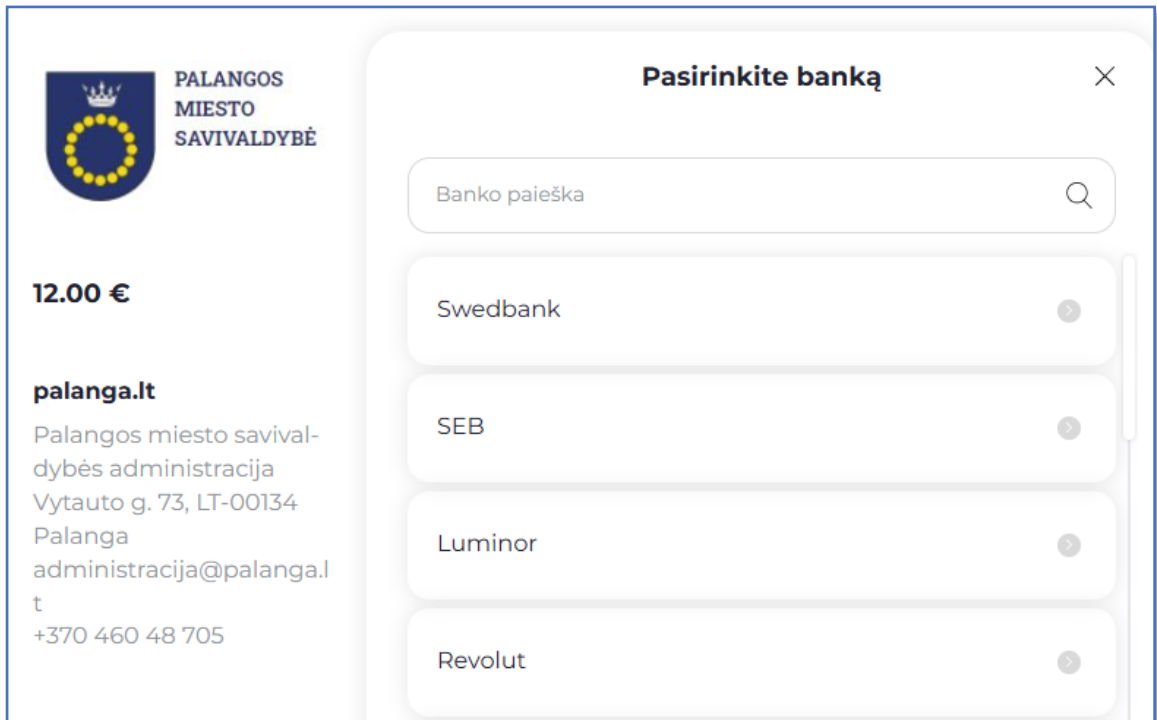 PALANGOS
MIESTO
SAVIVALDYBĖ
12.00 €
palanga.lt
Palangos miesto savival-
dybės administracija
Vytauto g. 73, LT-00134
Palanga
administracija@palanga.l
t
+370 460 48 705
Pasirinkite banką
Banko paieška
Swedbank
SEB
Luminor
Revolut